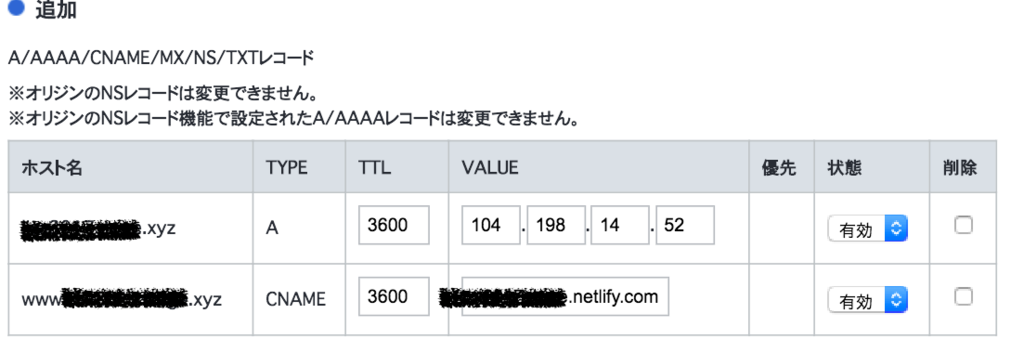 追加
A/AAAA/CNAME/MX/NS/TXTレコード
※オリジンのNSレコードは変更できません。
※オリジンのNSレコード機能で設定されたA/AAAAレコードは変更できません。
ホスト名 TYPE TTL VALUE 優先 状態 削除
.xyz A 3600 104 . 198 . 14 . 52 有効
www .xyz CNAME 3600 .netlify.com 有効